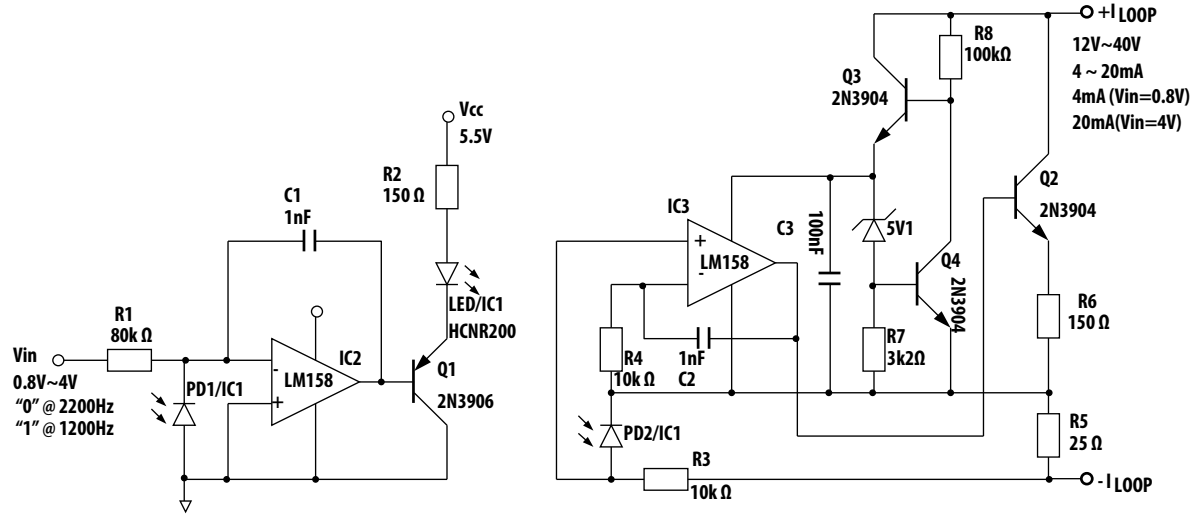 Vcc
5.5V
R2
150 Ω
C1
1nF
LED/IC1
HCNR200
R1
80k Ω
Vin
0.8V~4V
“0” @ 2200Hz
“1” @ 1200Hz
PD1/IC1
-
+
LM158
IC2
Q1
2N3906
+I LOOP
12V~40V
4 ~ 20mA
4mA (Vin=0.8V)
20mA(Vin=4V)
R8
100kΩ
Q3
2N3904
Q2
2N3904
IC3
+
LM158
-
C3
100nF
5V1
Q4
2N3904
R6
150 Ω
R7
3k2Ω
R4
10k Ω
1nF
C2
R5
25 Ω
PD2/IC1
R3
10k Ω
- I LOOP